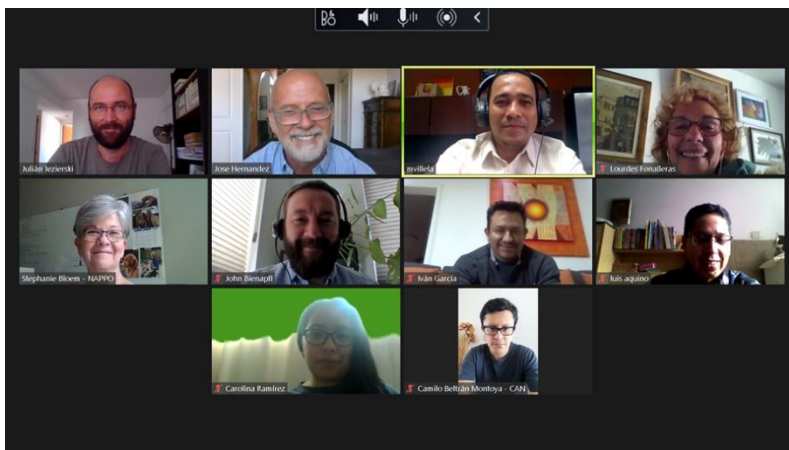 Julián Jezierski
Jose Hernandez
mvillela
Lourdes Fonalleras
Stephanie Bloem - NAPPO
John Bienapfl
Iván García
luis aquino
Carolina Ramírez
Camilo Beltrán Montoya - CAN